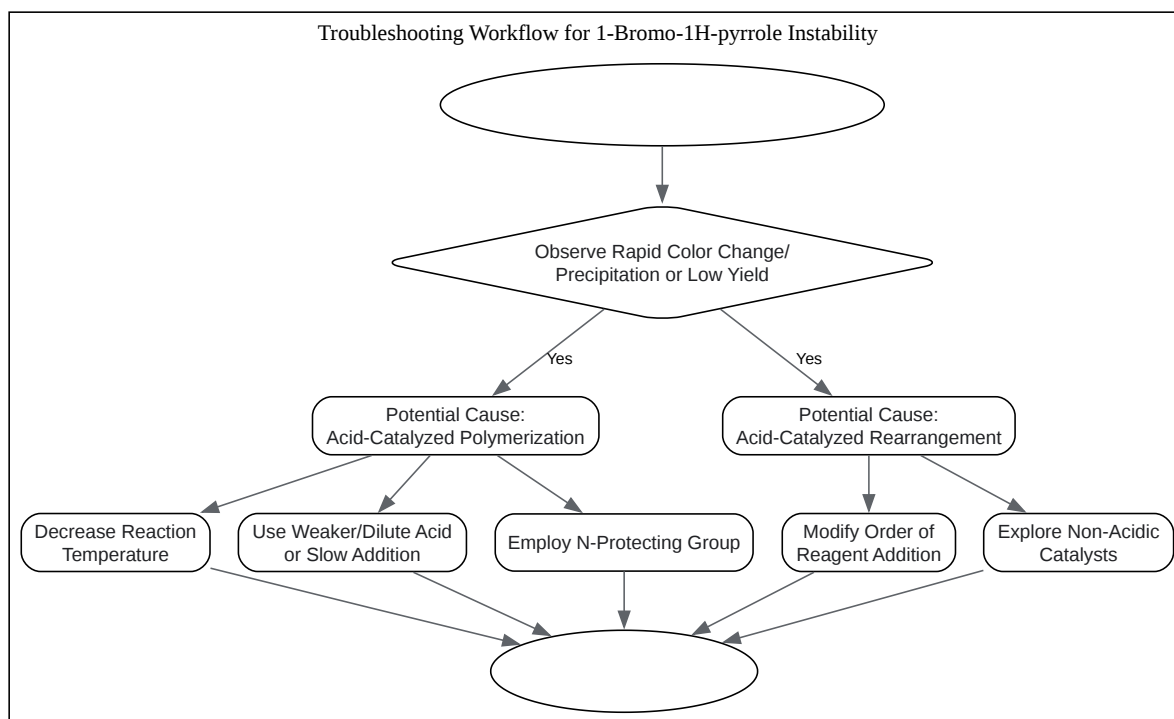 Troubleshooting Workflow for 1-Bromo-1H-pyrrole Instability
Observe Rapid Color Change/
Precipitation or Low Yield
Yes
Yes
Potential Cause:
Acid-Catalyzed Polymerization
Potential Cause:
Acid-Catalyzed Rearrangement
Decrease Reaction
Temperature
Use Weaker/Dilute Acid
or Slow Addition
Employ N-Protecting Group
Modify Order of
Reagent Addition
Explore Non-Acidic
Catalysts